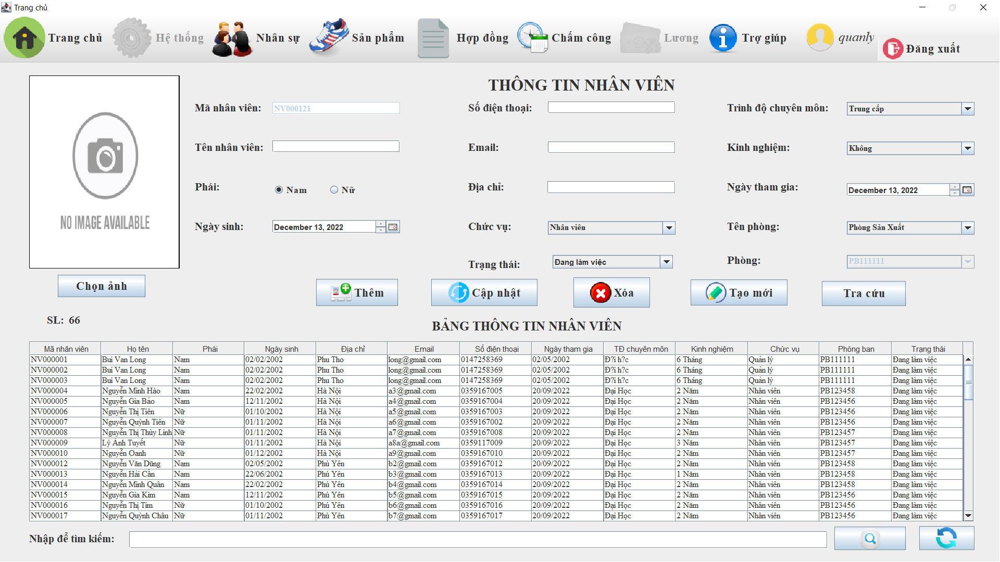 Trang chủ
Trang chủ Hệ thống Nhân sự Sản phẩm Hợp đồng Chấm công Lương Trợ giúp quanly Đăng xuất
THÔNG TIN NHÂN VIÊN
Mã nhân viên: NV000121 Số điện thoại: Trình độ chuyên môn: Trung cấp
Tên nhân viên: Email: Kinh nghiệm: Không
Phái: Nam Nữ Địa chỉ: Ngày tham gia: December 13, 2022
NO IMAGE AVAILABLE
Ngày sinh: December 13, 2022 Chức vụ: Nhân viên Tên phòng: Phòng Sản Xuất
Trạng thái: Đang làm việc Phòng: PB111111
Chọn ảnh Thêm Cập nhật Xóa Tạo mới Tra cứu
SL: 66
BẢNG THÔNG TIN NHÂN VIÊN
Mã nhân viên Họ tên Phái Ngày sinh Địa chỉ Email Số điện thoại Ngày tham gia TĐ chuyên môn Kinh nghiệm Chức vụ Phòng ban Trạng thái
NV000001 Bui Van Long Nam 02/02/2002 Phu Tho long@gmail.com 0147258369 02/05/2002 Đ?i h?c 6 Tháng Quản lý PB111111 Đang làm việc
NV000002 Bui Van Long Nam 02/02/2002 Phu Tho long@gmail.com 0147258369 02/05/2002 Đ?i h?c 6 Tháng Quản lý PB111111 Đang làm việc
NV000003 Bui Van Long Nam 02/02/2002 Phu Tho long@gmail.com 0147258369 02/05/2002 Đ?i h?c 6 Tháng Quản lý PB111111 Đang làm việc
NV000004 Nguyễn Minh Hào Nam 22/02/2002 Hà Nội a3@gmail.com 0359167005 20/09/2022 Đại Học 2 Năm Nhân viên PB123458 Đang làm việc
NV000005 Nguyễn Gia Bảo Nam 12/11/2002 Hà Nội a4@gmail.com 0359167004 20/09/2022 Đại Học 2 Năm Nhân viên PB123456 Đang làm việc
NV000006 Nguyễn Thị Tiên Nữ 01/10/2002 Hà Nội a5@gmail.com 0359167003 20/09/2022 Đại Học 2 Năm Nhân viên PB123456 Đang làm việc
NV000007 Nguyễn Quỳnh Tiên Nữ 01/11/2002 Hà Nội a6@gmail.com 0359167002 20/09/2022 Đại Học 2 Năm Nhân viên PB123456 Đang làm việc
NV000008 Nguyễn Thị Thùy Linh Nữ 01/11/2002 Hà Nội a7@gmail.com 0359167008 20/09/2022 Đại Học 2 Năm Nhân viên PB123457 Đang làm việc
NV000009 Lý Ánh Tuyết Nữ 01/11/2002 Hà Nội a8a@gmail.com 0359117009 20/09/2022 Đại Học 3 Năm Nhân viên PB123457 Đang làm việc
NV000010 Nguyễn Oanh Nữ 01/12/2002 Hà Nội a9@gmail.com 0359167010 20/09/2022 Đại Học 2 Năm Nhân viên PB123457 Đang làm việc
NV000012 Nguyễn Văn Dũng Nam 02/05/2002 Phú Yên b2@gmail.com 0359167012 20/09/2022 Đại Học 2 Năm Nhân viên PB123458 Đang làm việc
NV000013 Nguyễn Hải Cần Nam 22/06/2002 Phú Yên b3@gmail.com 0359167013 20/09/2022 Đại Học 1 Năm Nhân viên PB123458 Đang làm việc
NV000014 Nguyễn Minh Quân Nam 22/02/2002 Phú Yên b4@gmail.com 0359167014 20/09/2022 Đại Học 2 Năm Nhân viên PB123458 Đang làm việc
NV000015 Nguyễn Gia Kim Nam 12/11/2002 Phú Yên b5@gmail.com 0359167015 20/09/2022 Đại Học 2 Năm Nhân viên PB123456 Đang làm việc
NV000016 Nguyễn Thị Tím Nữ 01/10/2002 Phú Yên b6@gmail.com 0359167016 20/09/2022 Đại Học 2 Năm Nhân viên PB123456 Đang làm việc
NV000017 Nguyễn Quỳnh Châu Nữ 01/11/2002 Phú Yên b7@gmail.com 0359167017 20/09/2022 Đại Học 2 Năm Nhân viên PB123456 Đang làm việc
Nhập để tìm kiếm: